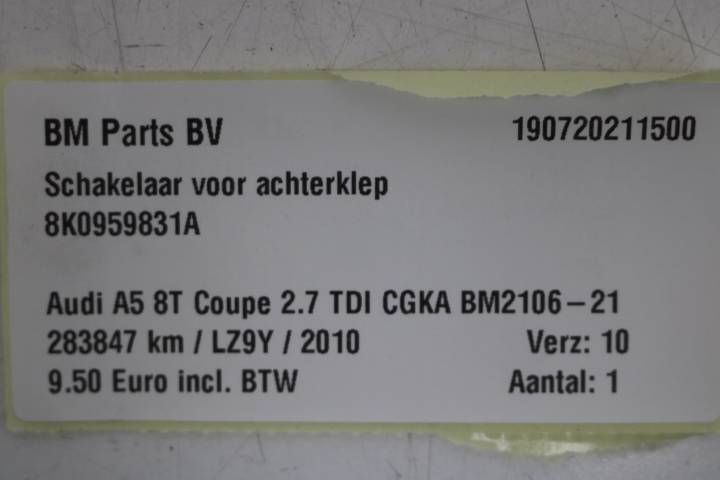 BM Parts BV 190720211500
Schakelaar voor achterklep
8K0959831A
Audi A5 8T Coupe 2.7 TDI CGKA BM2106-21
283847 km / LZ9Y / 2010 Verz: 10
9.50 Euro incl. BTW Aantal: 1